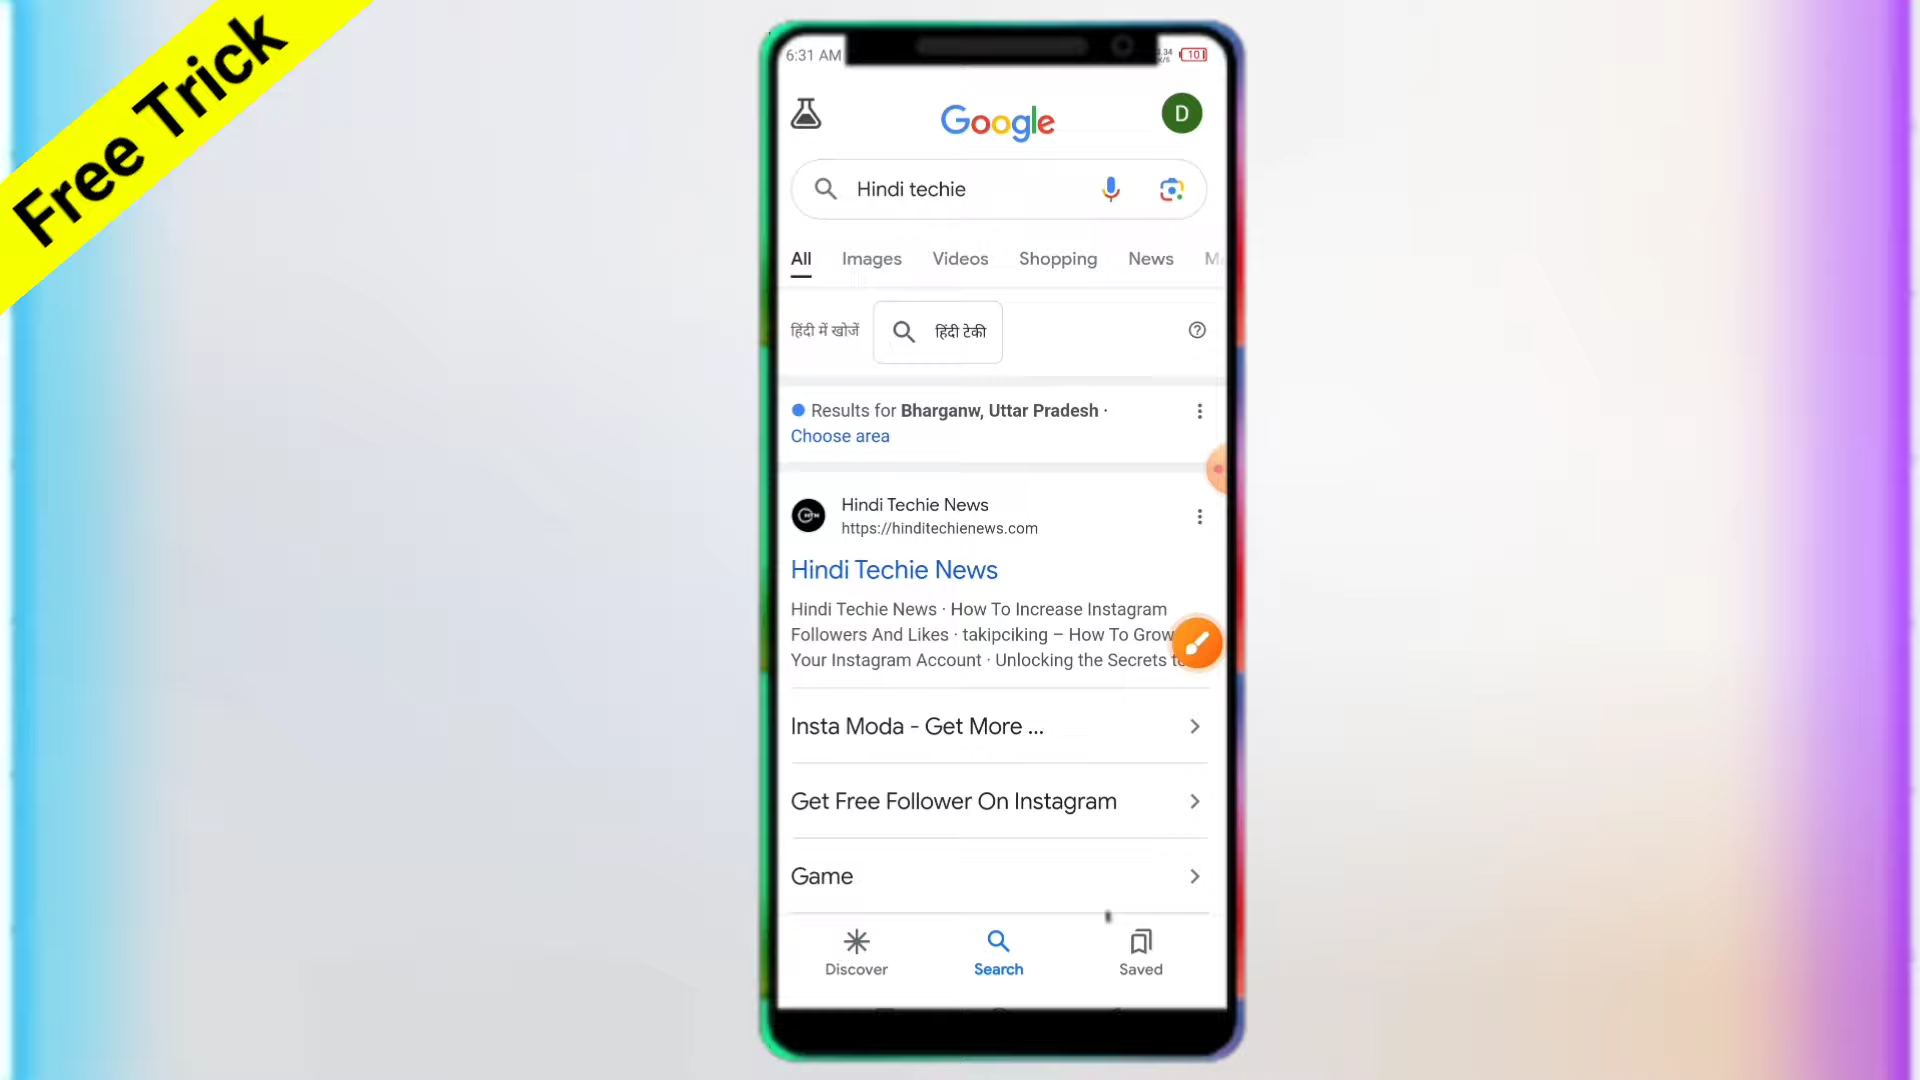 Free Trick
6:31 AM
10
Google
D
Hindi techie
All Images Videos Shopping News
हिंदी में खोजें हिंदी टेकी
Results for Bharganw, Uttar Pradesh ·
Choose area
Hindi Techie News
https://hinditechienews.com
Hindi Techie News
Hindi Techie News · How To Increase Instagram
Followers And Likes · takipciking – How To Grow
Your Instagram Account · Unlocking the Secrets
Insta Moda - Get More ...
Get Free Follower On Instagram
Game
Discover Search Saved